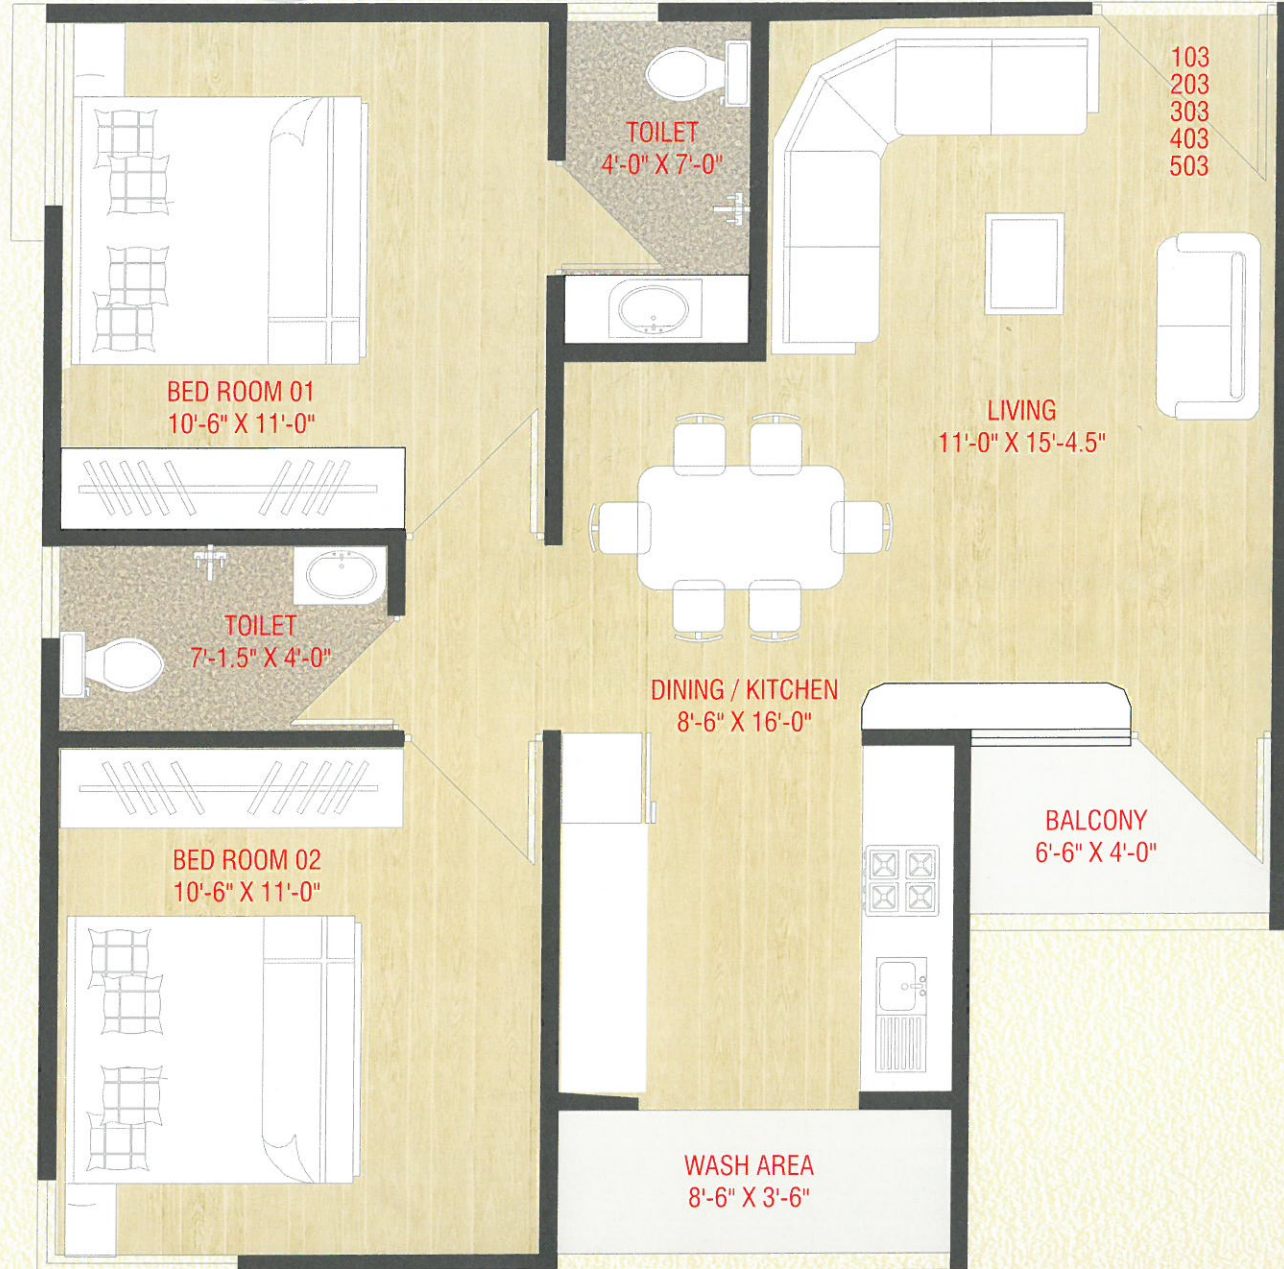 103
203
303
403
503
TOILET
4'-0" X 7'-0"
BED ROOM 01
10'-6" X 11'-0"
LIVING
11'-0" X 15'-4.5"
TOILET
7'-1.5" X 4'-0"
DINING / KITCHEN
8'-6" X 16'-0"
BALCONY
6'-6" X 4'-0"
BED ROOM 02
10'-6" X 11'-0"
WASH AREA
8'-6" X 3'-6"